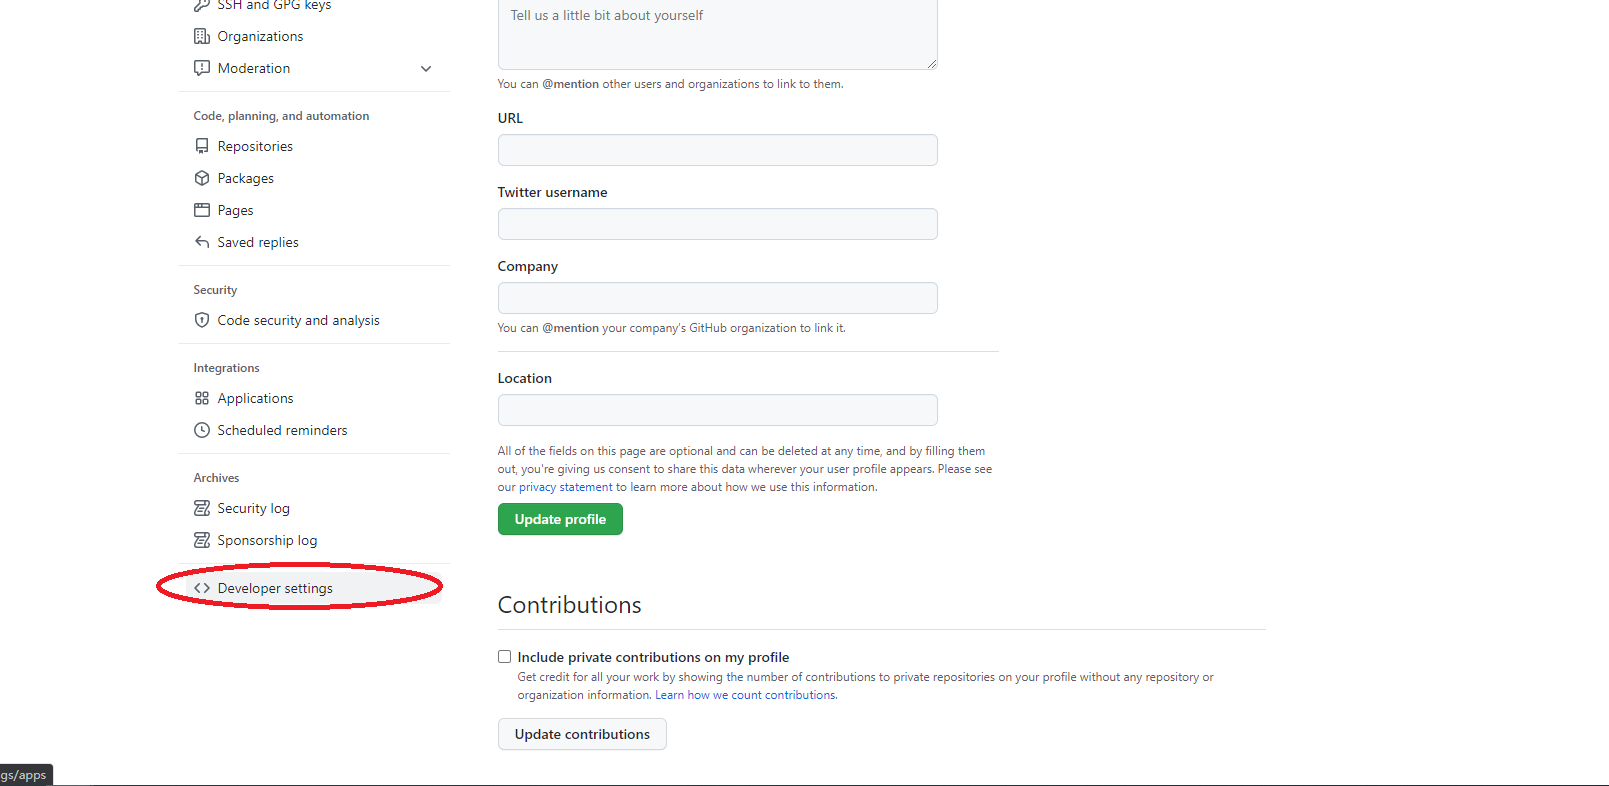 SSH and GPG keys
Organizations
Moderation
Code, planning, and automation
Repositories
Packages
Pages
Saved replies
Security
Code security and analysis
Integrations
Applications
Scheduled reminders
Archives
Security log
Sponsorship log
Developer settings
Tell us a little bit about yourself
You can @mention other users and organizations to link to them.
URL
Twitter username
Company
You can @mention your company's GitHub organization to link it.
Location
All of the fields on this page are optional and can be deleted at any time, and by filling them
out, you're giving us consent to share this data wherever your user profile appears. Please see
our privacy statement to learn more about how we use this information.
Update profile
Contributions
Include private contributions on my profile
Get credit for all your work by showing the number of contributions to private repositories on your profile without any repository or
organization information. Learn how we count contributions.
Update contributions
gs/apps